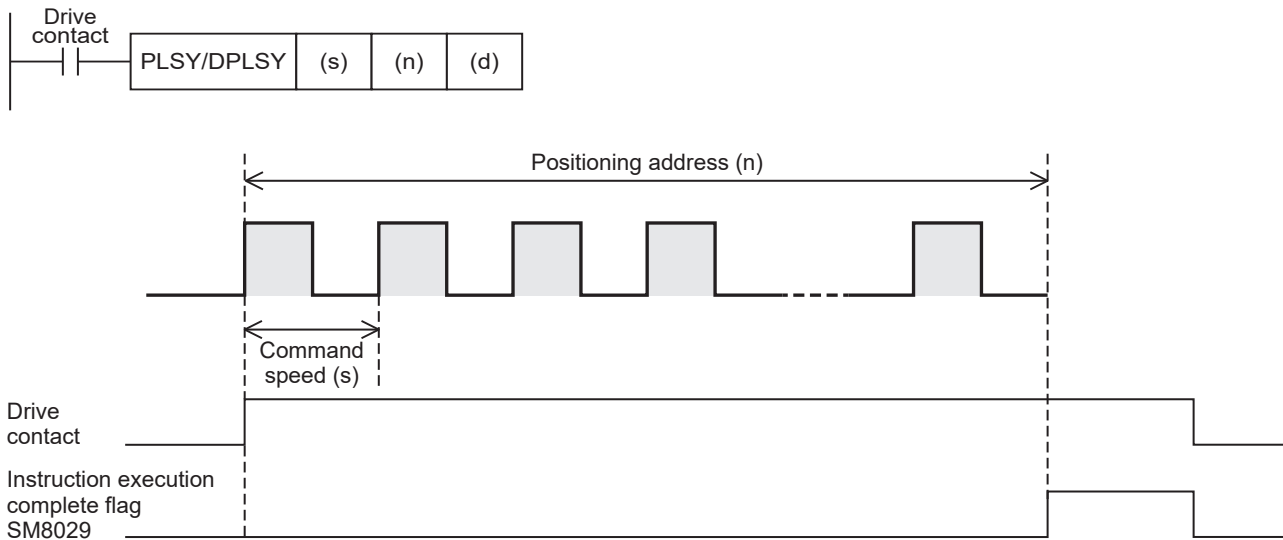 Drive
contact
PLSY/DPLSY (s) (n) (d)
Positioning address (n)
Command
speed (s)
Drive
contact
Instruction execution
complete flag
SM8029